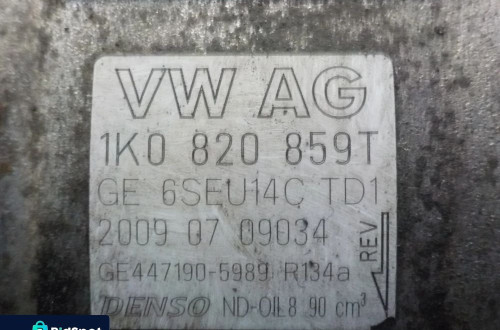 VW AG
1K0 820 859T
GE 6SEU14C TD1
2009 07 09034
REV
GE447190-5989 R134a
DENSO ND-OIL8 90 cm³
BidSpot